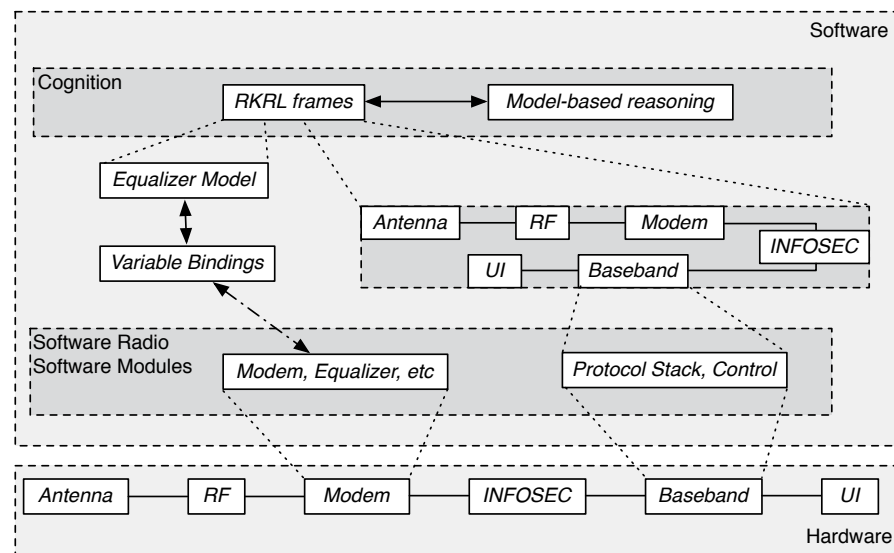 Software
Cognition
RKRL frames
Model-based reasoning
Equalizer Model
Antenna
RF
Modem
INFOSEC
Variable Bindings
UI
Baseband
Software Radio
Software Modules
Modem, Equalizer, etc
Protocol Stack, Control
Antenna
RF
Modem
INFOSEC
Baseband
UI
Hardware